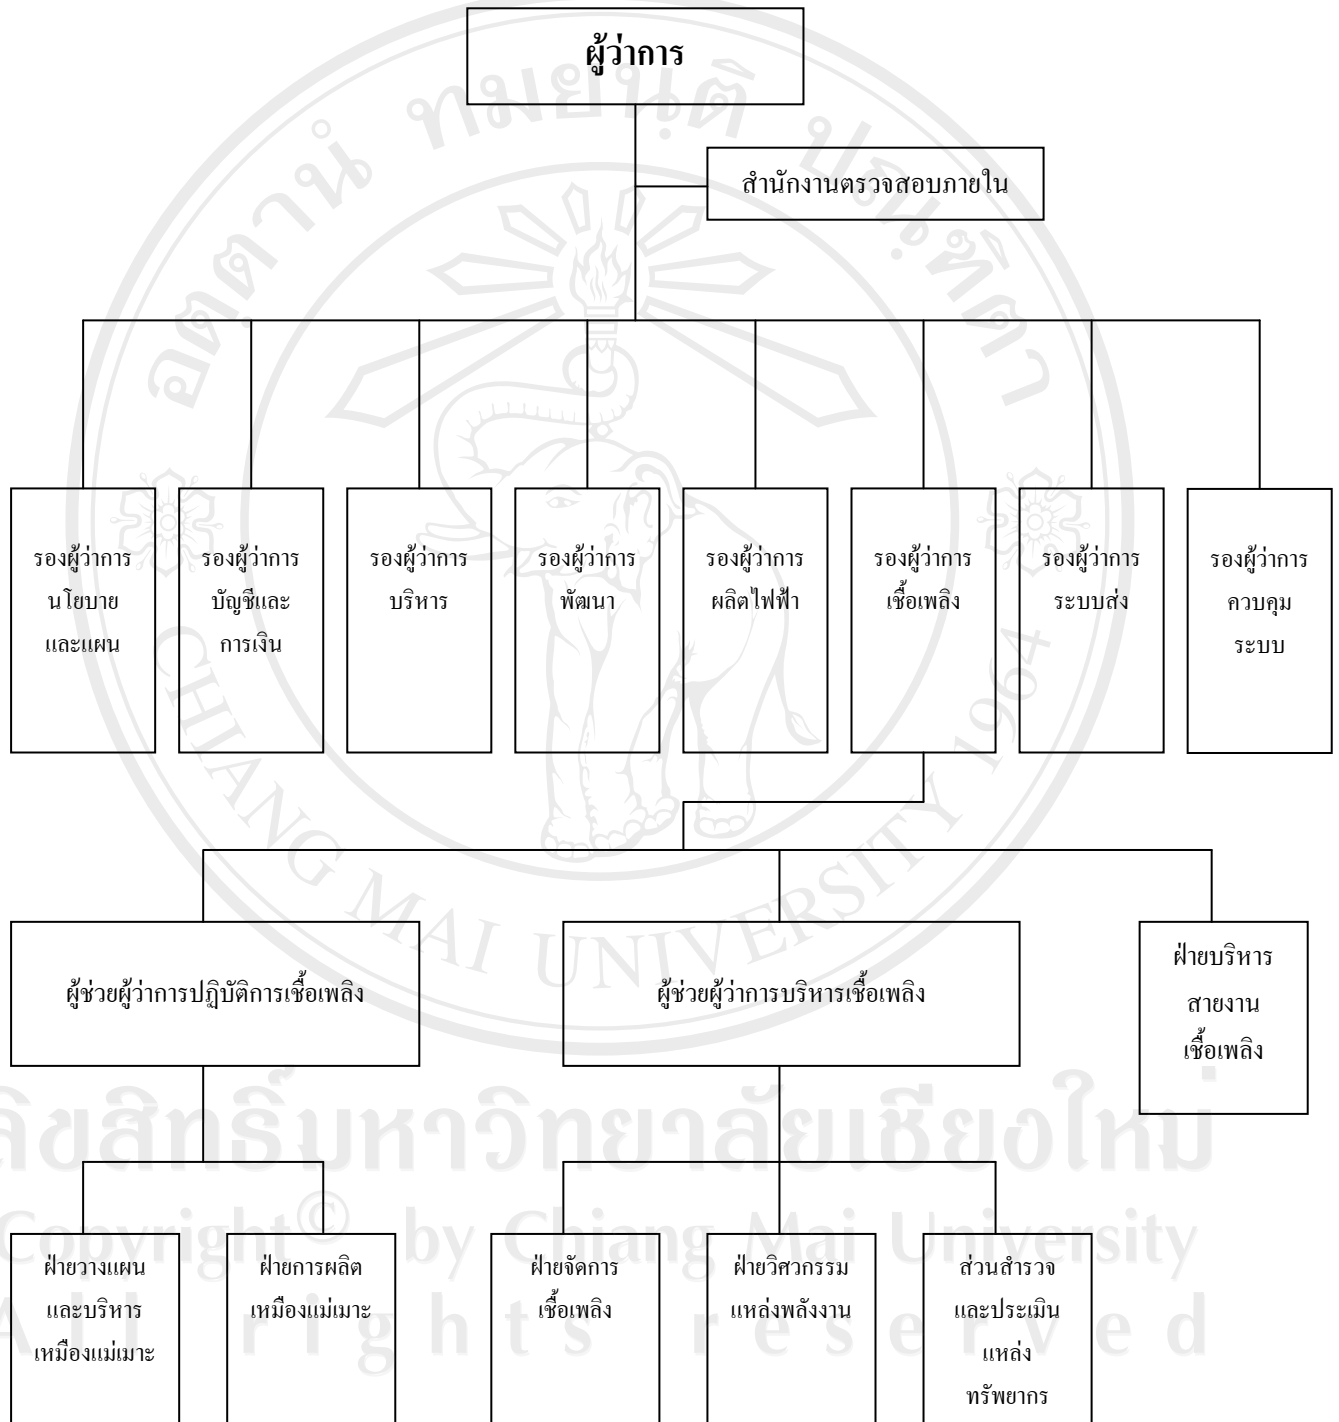 ผู้ว่าการ
สำนักงานตรวจสอบภายใน
รองผู้ว่าการ
นโยบาย
และแผน
รองผู้ว่าการ
บัญชีและ
การเงิน
รองผู้ว่าการ
บริหาร
รองผู้ว่าการ
พัฒนา
รองผู้ว่าการ
ผลิตไฟฟ้า
รองผู้ว่าการ
เชื้อเพลิง
รองผู้ว่าการ
ระบบส่ง
รองผู้ว่าการ
ควบคุม
ระบบ
ผู้ช่วยผู้ว่าการปฏิบัติการเชื้อเพลิง
ผู้ช่วยผู้ว่าการบริหารเชื้อเพลิง
ฝ่ายบริหาร
สายงาน
เชื้อเพลิง
ฝ่ายวางแผน
และบริหาร
เหมืองแม่เมาะ
ฝ่ายการผลิต
เหมืองแม่เมาะ
ฝ่ายจัดการ
เชื้อเพลิง
ฝ่ายวิศวกรรม
แหล่งพลังงาน
ส่วนสำรวจ
และประเมิน
แหล่ง
ทรัพยากร
อตฺตานํ ทมยนฺติ ปณฺฑิตา
CHIANG MAI UNIVERSITY 1964
ลิขสิทธิ์มหาวิทยาลัยเชียงใหม่
Copyright© by Chiang Mai University
All rights reserved